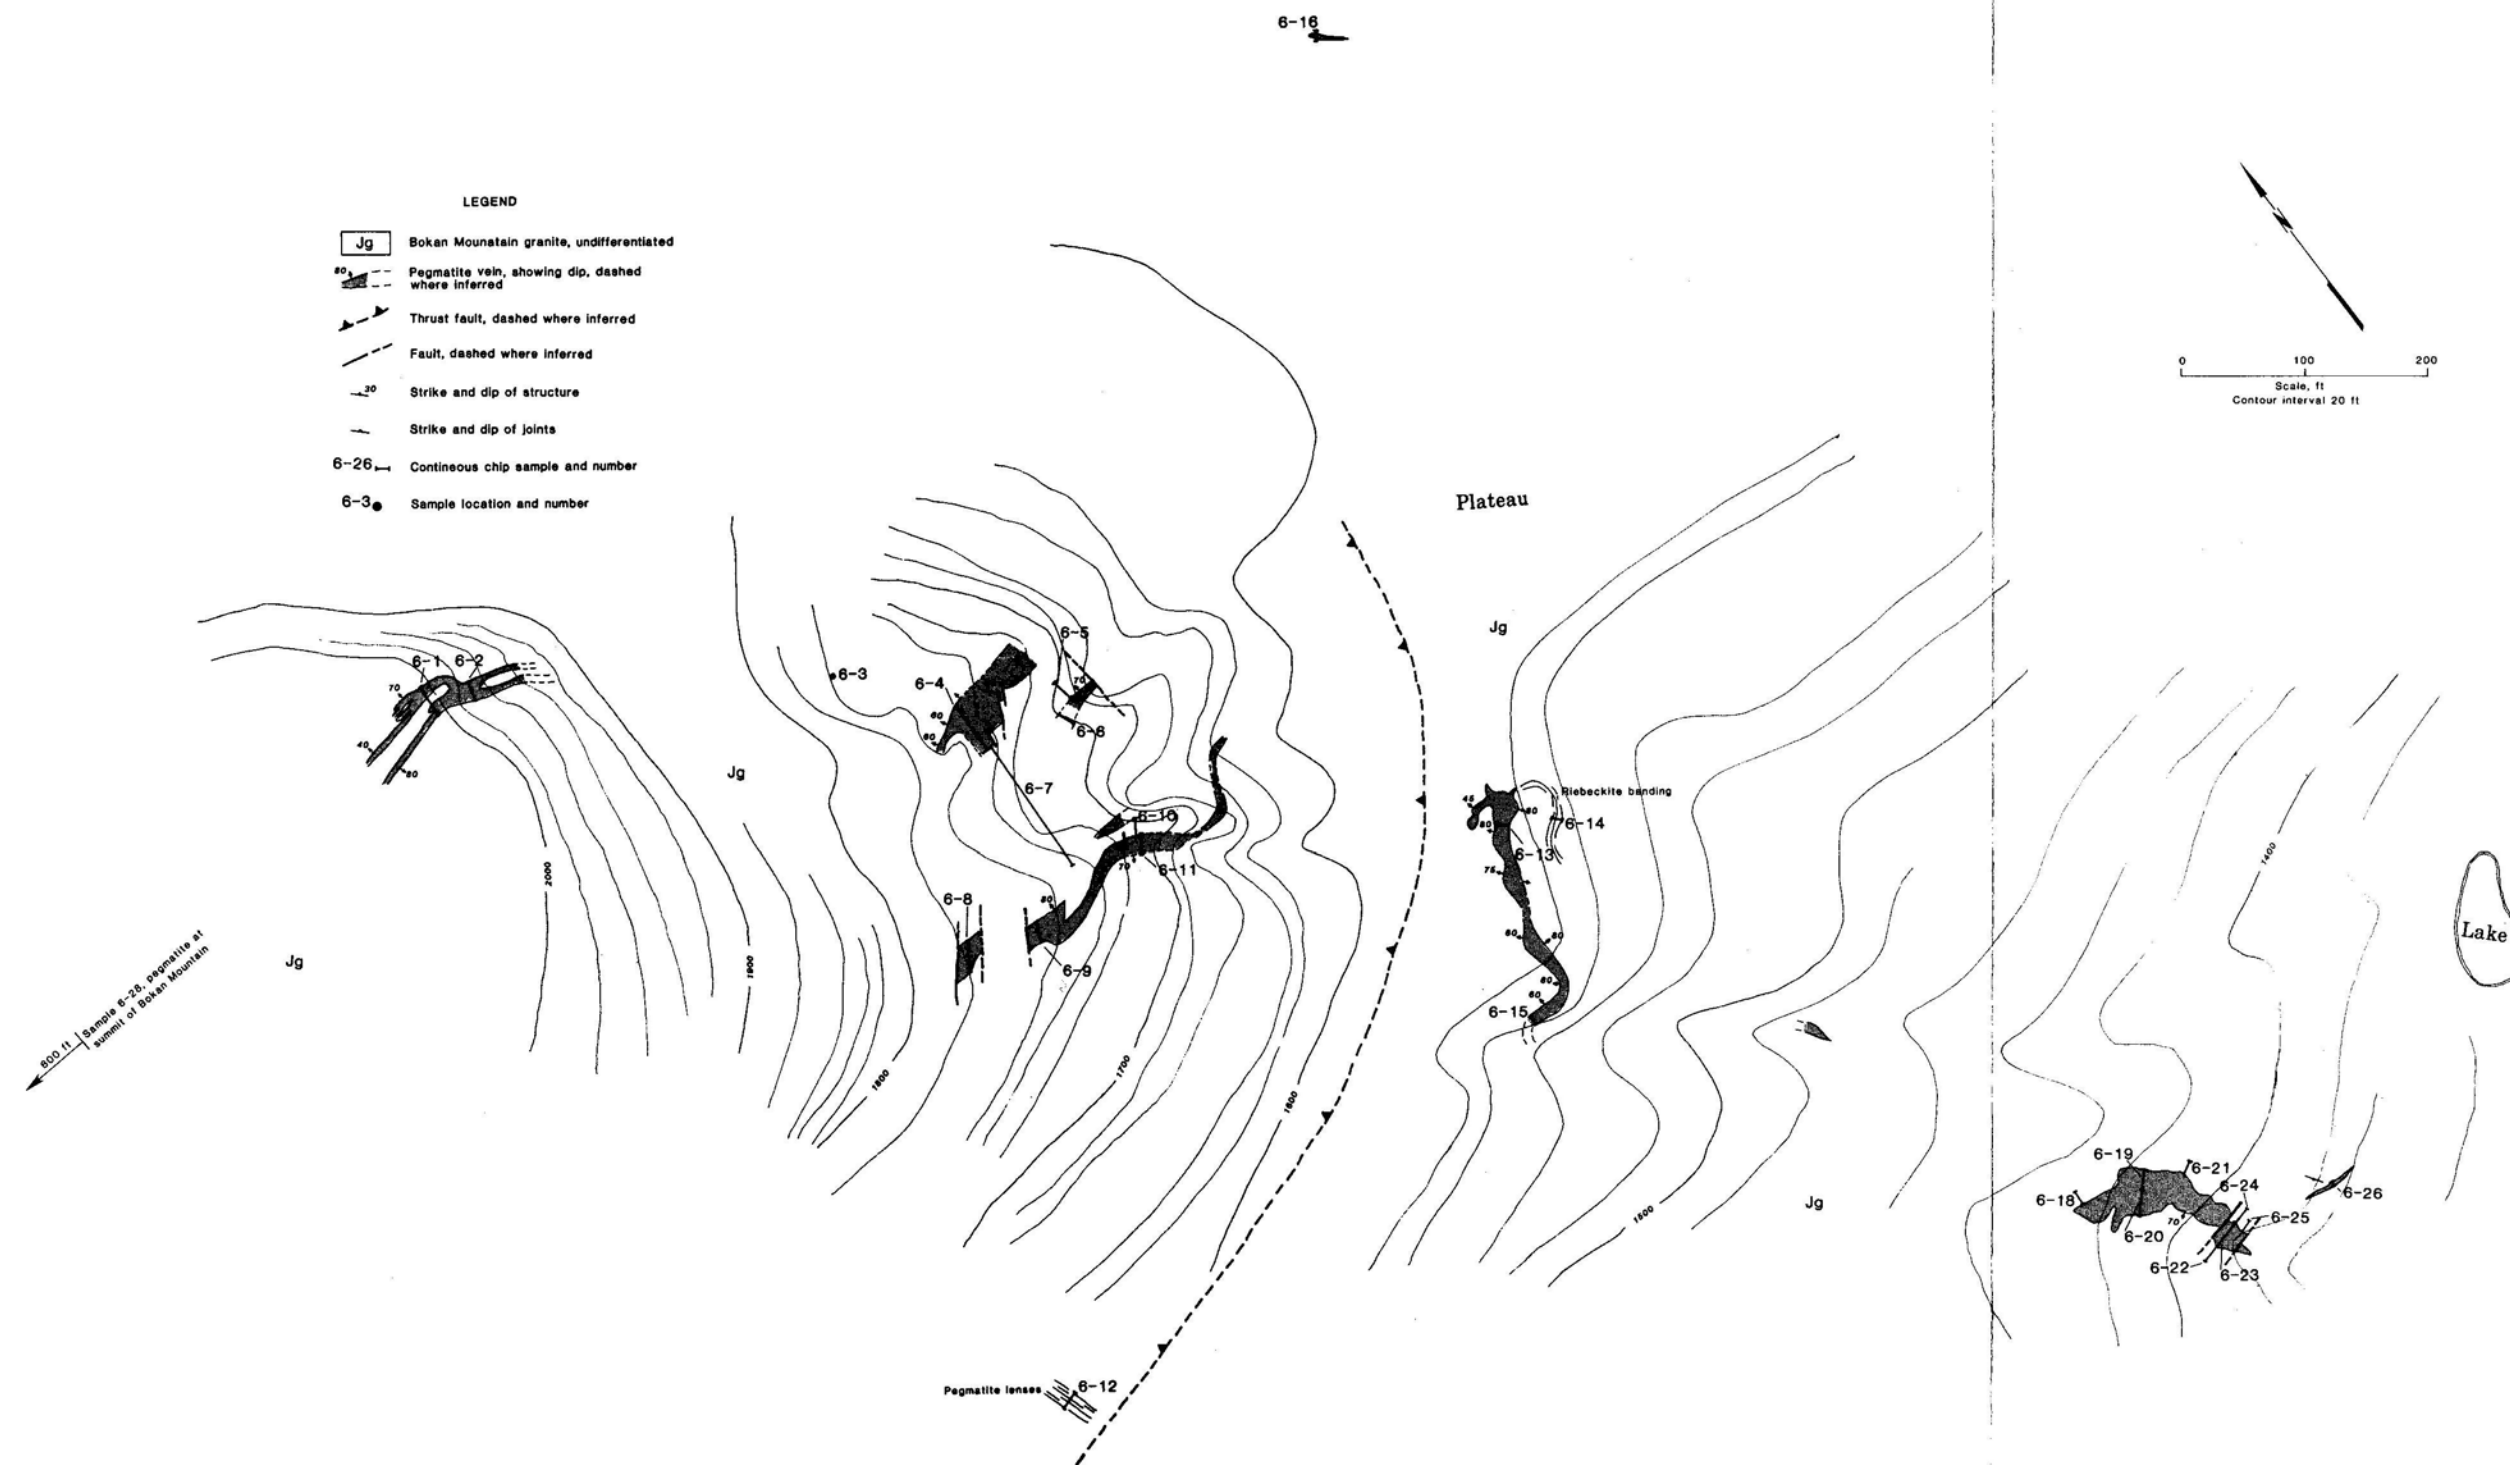 6-16
LEGEND
Jg Bokan Mounatain granite, undifferentiated
80 Pegmatite vein, showing dip, dashed
where inferred
Thrust fault, dashed where inferred
Fault, dashed where inferred
30 Strike and dip of structure
Strike and dip of joints
6-26 Contineous chip sample and number
6-3 Sample location and number
0 100 200
Scale, ft
Contour interval 20 ft
Plateau
Jg
6-1 6-2
70
40
80
6-3
6-4
60
60
6-5
70
6-6
6-7
Jg
45
80
80
Riebeckite banding
6-14
6-13
75
6-10
70
6-11
6-8
80
6-9
60
80
80
60
6-15
2000
1900
1800
1700
1600
1500
1400
Lake
Jg
800 ft
Sample 6-28, pegmatite at
summit of Bokan Mountain
Jg
6-19
6-21
6-18
6-24
6-26
70
6-25
6-20
6-22
6-23
Pegmatite lenses
6-12